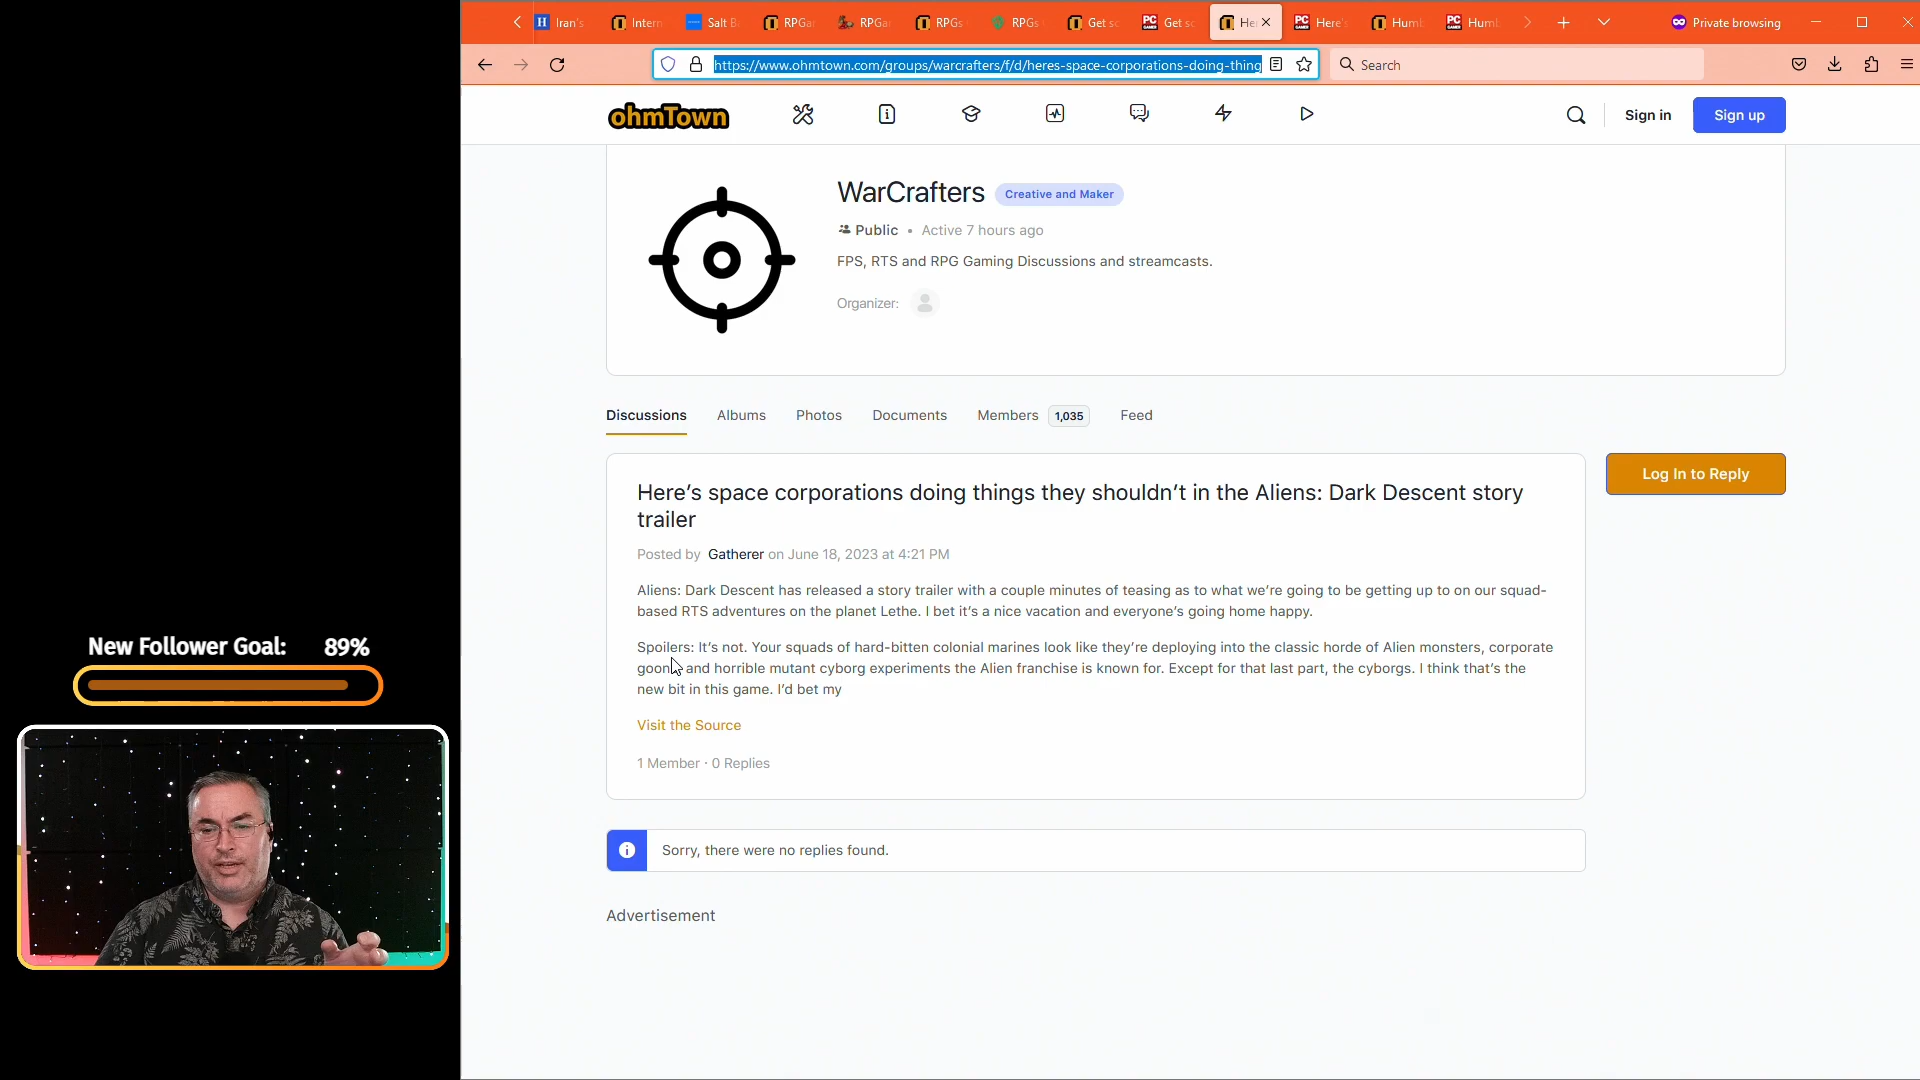 Iran's
Intern
Salt B
RPGar
RPGar
RPGs
RPGs
Get sc
Get sc
He
Here's
Humb
Humb
Private browsing
https://www.ohmtown.com/groups/warcrafters/f/d/heres-space-corporations-doing-thing
Search
ohmTown
Sign in
Sign up
WarCrafters
Creative and Maker
Public • Active 7 hours ago
FPS, RTS and RPG Gaming Discussions and streamcasts.
Organizer:
Discussions
Albums
Photos
Documents
Members 1,035
Feed
Here’s space corporations doing things they shouldn’t in the Aliens: Dark Descent story
trailer
Log In to Reply
Posted by Gatherer on June 18, 2023 at 4:21 PM
Aliens: Dark Descent has released a story trailer with a couple minutes of teasing as to what we’re going to be getting up to on our squad-
based RTS adventures on the planet Lethe. I bet it’s a nice vacation and everyone’s going home happy.
Spoilers: It’s not. Your squads of hard-bitten colonial marines look like they’re deploying into the classic horde of Alien monsters, corporate
goons, and horrible mutant cyborg experiments the Alien franchise is known for. Except for that last part, the cyborgs. I think that’s the
new bit in this game. I’d bet my
Visit the Source
1 Member · 0 Replies
Sorry, there were no replies found.
Advertisement
New Follower Goal: 89%